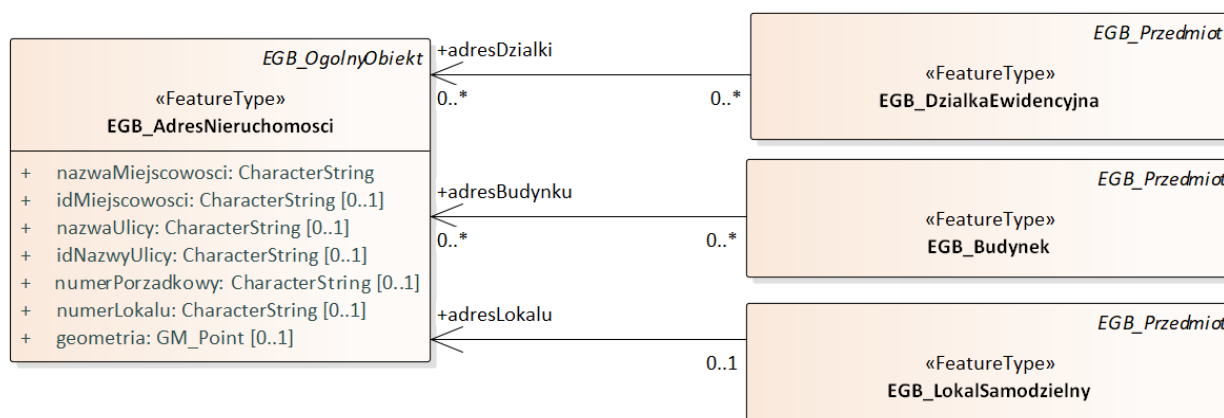 EGB_OgolnyObiekt
«FeatureType»
EGB_AdresNieruchomosci
+ nazwaMiejscowosci: CharacterString
+ idMiejscowosci: CharacterString [0..1]
+ nazwaUlicy: CharacterString [0..1]
+ idNazwyUlicy: CharacterString [0..1]
+ numerPorzadkowy: CharacterString [0..1]
+ numerLokalu: CharacterString [0..1]
+ geometria: GM_Point [0..1]
+adresDzialki
0..* 0..*
EGB_Przedmiot
«FeatureType»
EGB_DzialkaEwidencyjna
+adresBudynku
0..* 0..*
EGB_Przedmiot
«FeatureType»
EGB_Budynek
+adresLokalu
0..1
EGB_Przedmiot
«FeatureType»
EGB_LokalSamodzielny